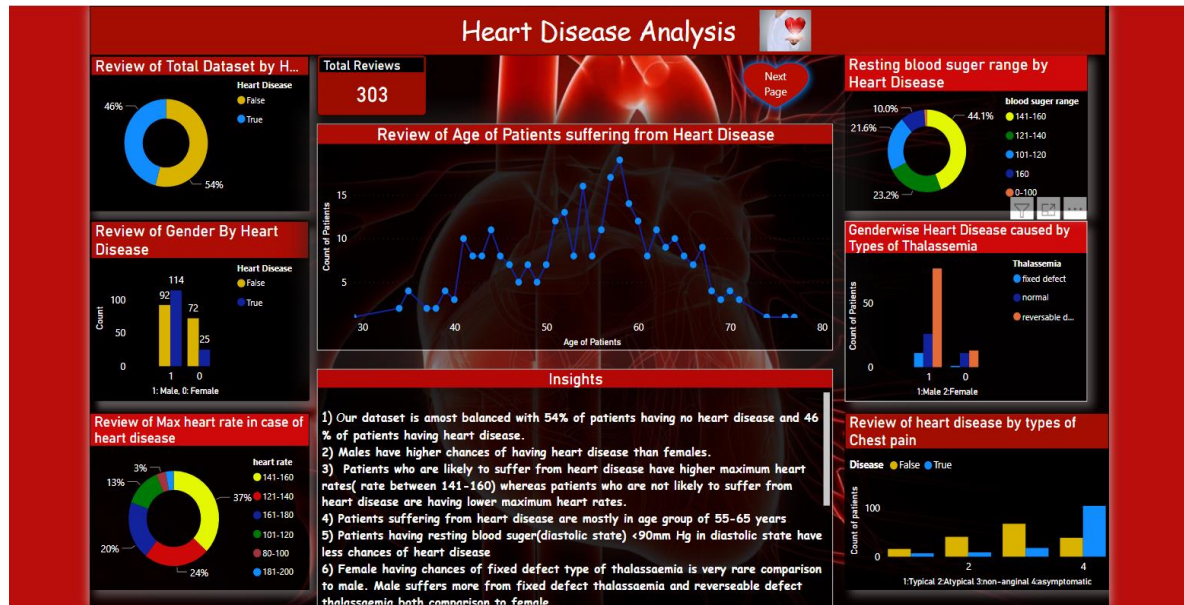 Heart Disease Analysis
Review of Total Dataset by H...
Heart Disease
False
True
46%
54%
Total Reviews
303
Next
Page
Resting blood suger range by
Heart Disease
blood suger range
141-160
121-140
101-120
160
0-100
10.0%
44.1%
21.6%
23.2%
Review of Age of Patients suffering from Heart Disease
Count of Patients
15
10
5
30
40
50
60
70
80
Age of Patients
Review of Gender By Heart
Disease
Heart Disease
False
True
Count
100
50
0
92
114
72
25
1
0
1: Male, 0: Female
Genderwise Heart Disease caused by
Types of Thalassemia
Thalassemia
fixed defect
normal
reversable d...
Count of Patients
50
0
1
0
1:Male 2:Female
Review of Max heart rate in case of
heart disease
heart rate
141-160
121-140
161-180
101-120
80-100
181-200
3%
13%
37%
20%
24%
Insights
1) Our dataset is amost balanced with 54% of patients having no heart disease and 46
% of patients having heart disease.
2) Males have higher chances of having heart disease than females.
3) Patients who are likely to suffer from heart disease have higher maximum heart
rates( rate between 141-160) whereas patients who are not likely to suffer from
heart disease are having lower maximum heart rates.
4) Patients suffering from heart disease are mostly in age group of 55-65 years
5) Patients having resting blood suger(diastolic state) <90mm Hg in diastolic state have
less chances of heart disease
6) Female having chances of fixed defect type of thalassaemia is very rare comparison
to male. Male suffers more from fixed defect thalassaemia and reverseable defect
thalassaemia both comparison to female
Review of heart disease by types of
Chest pain
Disease
False
True
Count of patients
100
0
2
4
1:Typical 2:Atypical 3:non-anginal 4:asymptomatic